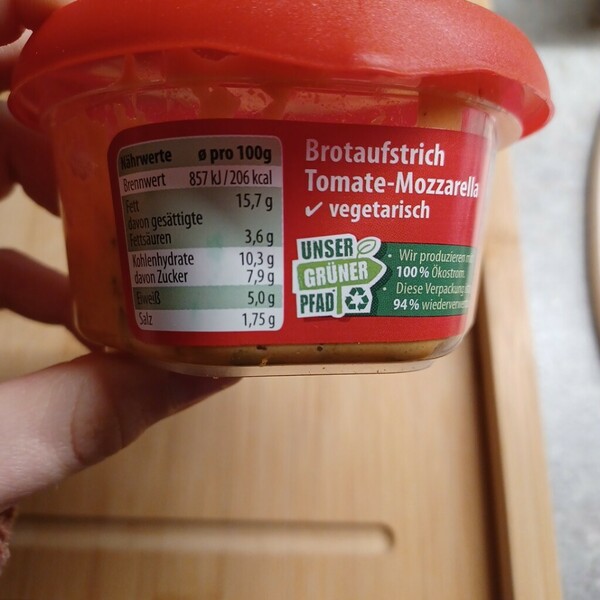 Nährwerte ø pro 100g
Brennwert 857 kJ / 206 kcal
Fett 15,7 g
davon gesättigte
Fettsäuren 3,6 g
Kohlenhydrate 10,3 g
davon Zucker 7,9 g
Eiweiß 5,0 g
Salz 1,75 g
Brotaufstrich
Tomate-Mozzarella
✓ vegetarisch
UNSER
GRÜNER
PFAD
• Wir produzieren
100% Ökostrom
• Diese Verpackung
94%